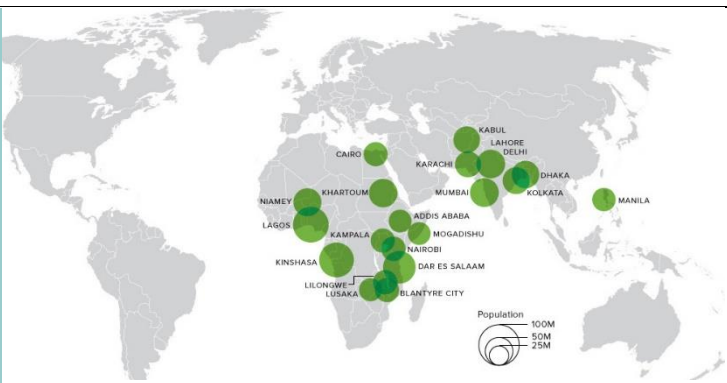 KABUL
LAHORE
DELHI
CAIRO
KARACHI
DHAKA
KHARTOUM
MUMBAI
KOLKATA
NIAMEY
MANILA
ADDIS ABABA
LAGOS
KAMPALA
MOGADISHU
NAIROBI
KINSHASA
DAR ES SALAAM
LILONGWE
LUSAKA
BLANTYRE CITY
Population
100M
50M
25M